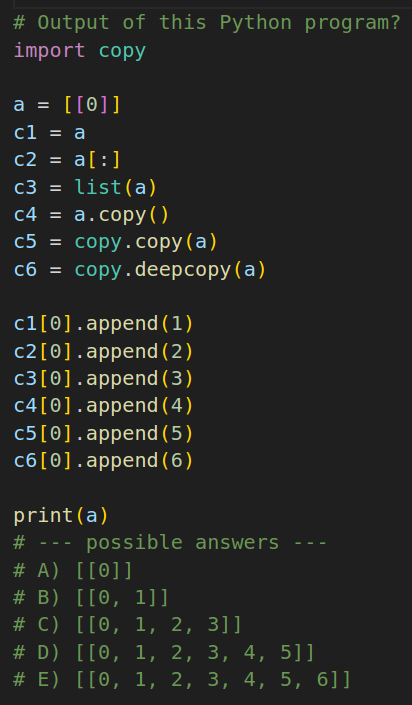 # Output of this Python program?
import copy

a = [[0]]
c1 = a
c2 = a[:]
c3 = list(a)
c4 = a.copy()
c5 = copy.copy(a)
c6 = copy.deepcopy(a)

c1[0].append(1)
c2[0].append(2)
c3[0].append(3)
c4[0].append(4)
c5[0].append(5)
c6[0].append(6)

print(a)
# --- possible answers ---
# A) [[0]]
# B) [[0, 1]]
# C) [[0, 1, 2, 3]]
# D) [[0, 1, 2, 3, 4, 5]]
# E) [[0, 1, 2, 3, 4, 5, 6]]